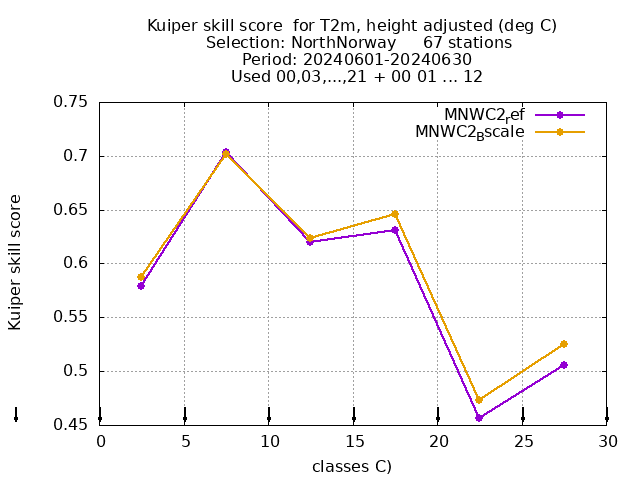 Kuiper skill score  for T2m, height adjusted (deg C)
Selection: NorthNorway     67 stations
Period: 20240601-20240630
Used 00,03,...,21 + 00 01 ... 12
MNWC2ref
MNWC2Bscale
0.75
0.7
0.65
0.6
0.55
0.5
0.45
Kuiper skill score
0 5 10 15 20 25 30
classes C)